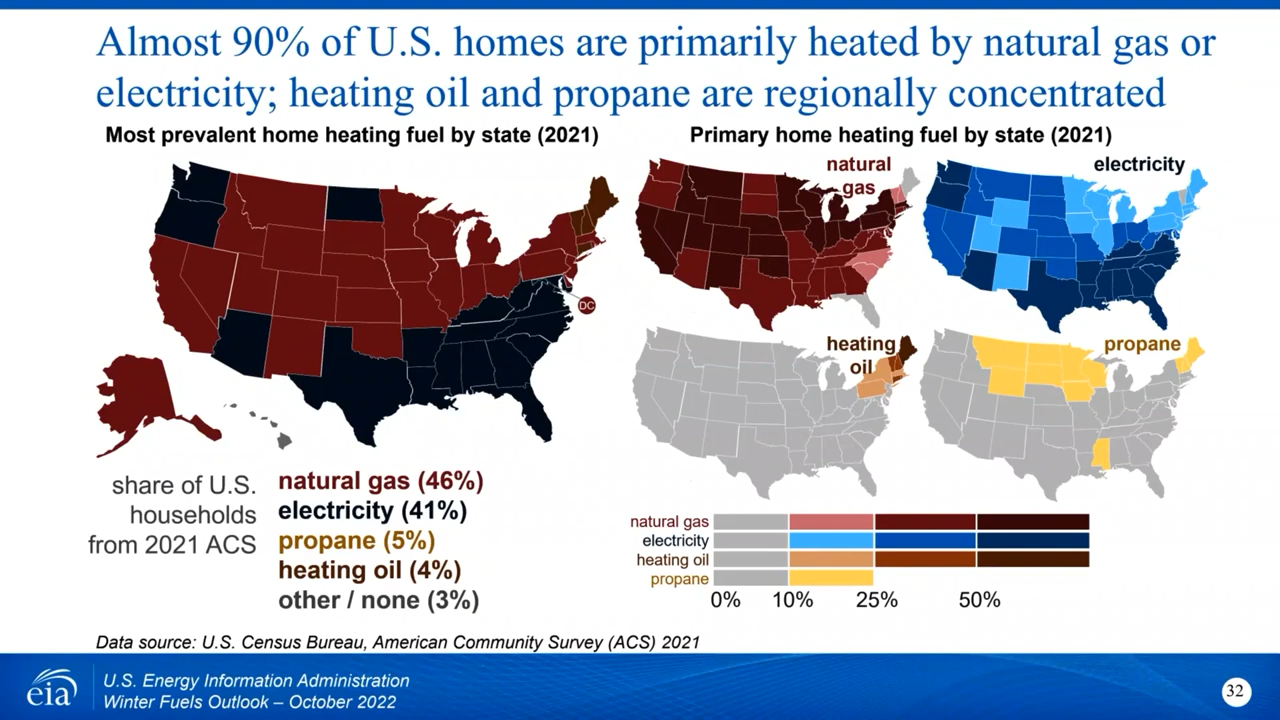 Almost 90% of U.S. homes are primarily heated by natural gas or
electricity; heating oil and propane are regionally concentrated
Most prevalent home heating fuel by state (2021)
DC
share of U.S.
households
from 2021 ACS
natural gas (46%)
electricity (41%)
propane (5%)
heating oil (4%)
other / none (3%)
Primary home heating fuel by state (2021)
natural
gas
electricity
heating
oil
propane
natural gas
electricity
heating oil
propane
0% 10% 25% 50%
Data source: U.S. Census Bureau, American Community Survey (ACS) 2021
eia
U.S. Energy Information Administration
Winter Fuels Outlook – October 2022
32